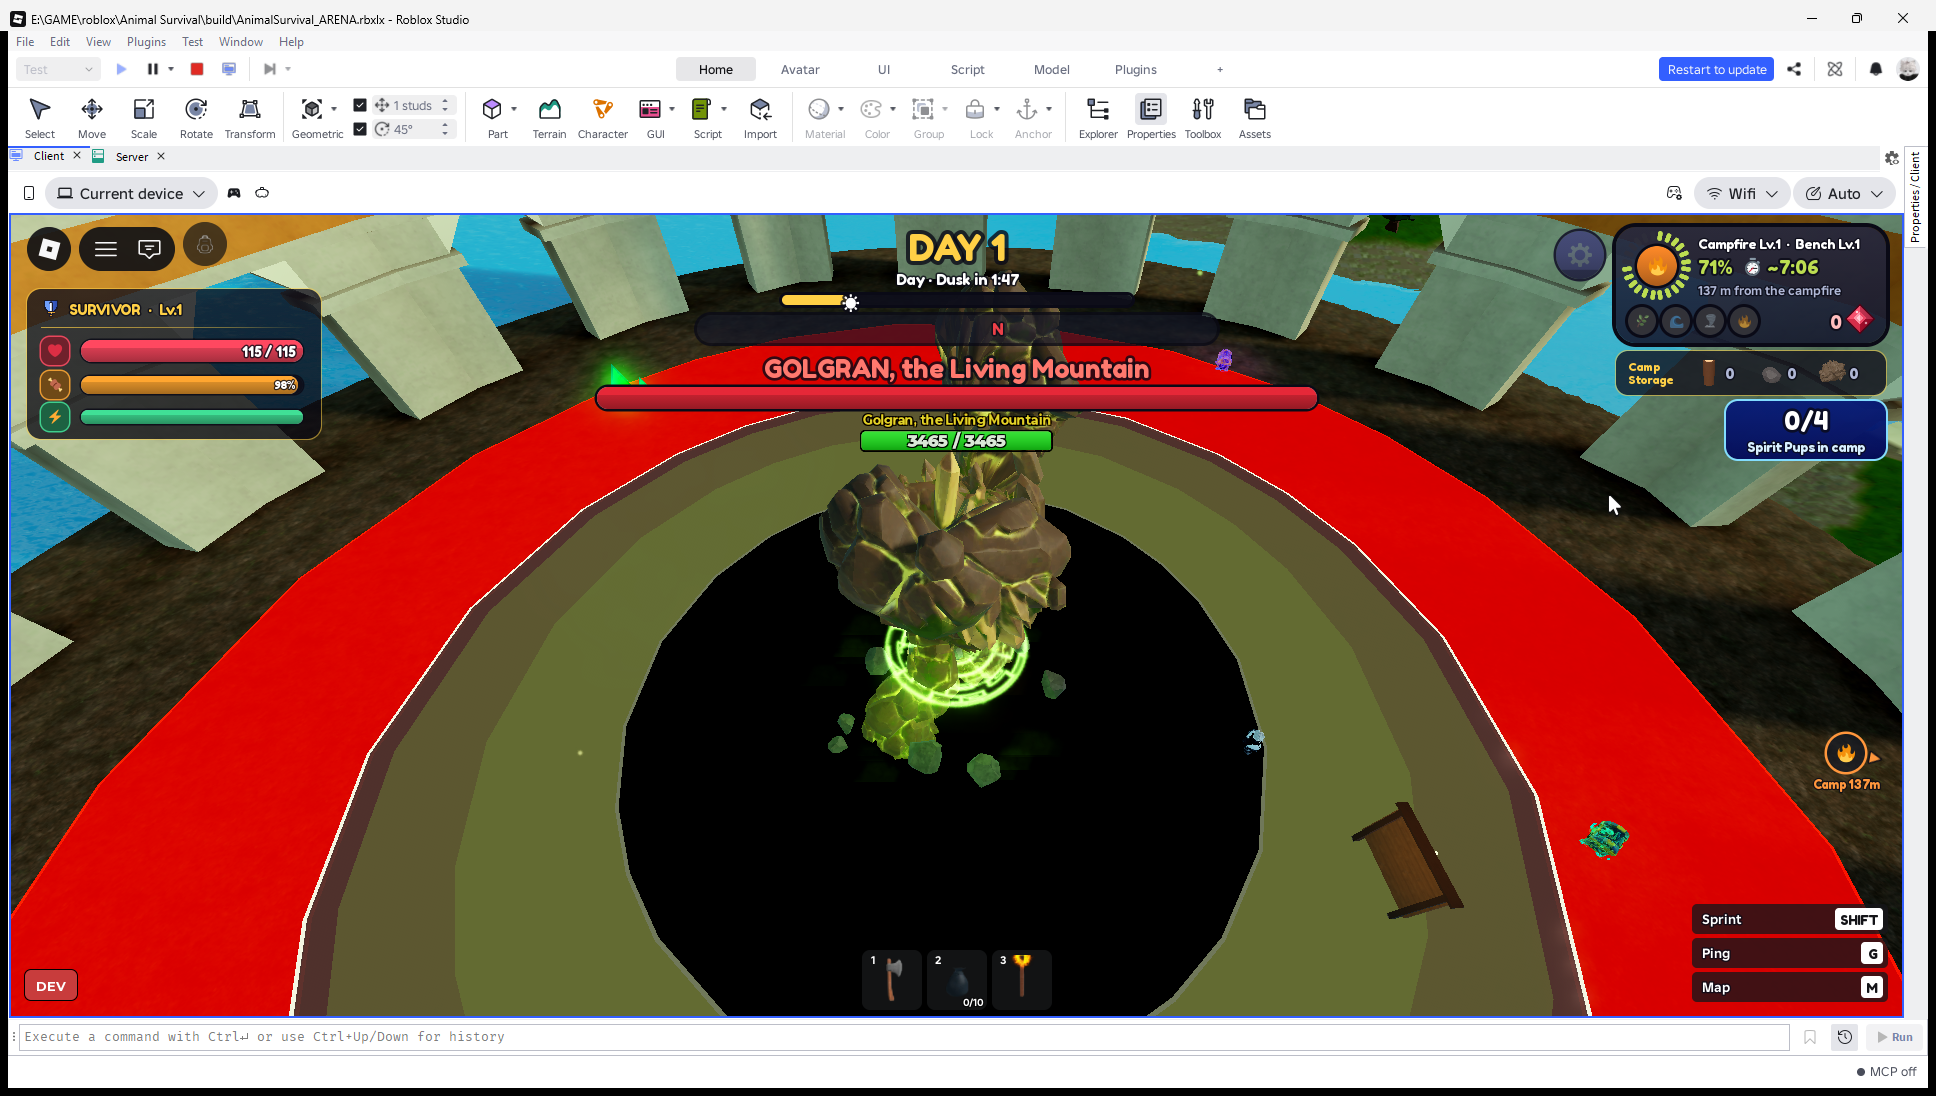 E:\GAME\roblox\Animal Survival\build\AnimalSurvival_ARENA.rbxlx - Roblox Studio
File Edit View Plugins Test Window Help
Test
Home Avatar UI Script Model Plugins +
Restart to update
1 studs
45°
Select Move Scale Rotate Transform Geometric Part Terrain Character GUI Script Import Material Color Group Lock Anchor Explorer Properties Toolbox Assets
Client Server
Properties / Client
Current device
Wifi
Auto
DAY 1
Day · Dusk in 1:47
N
GOLGRAN, the Living Mountain
Golgran, the Living Mountain
3465 / 3465
SURVIVOR · Lv.1
115 / 115
98%
Campfire Lv.1 · Bench Lv.1
71% ~7:06
137 m from the campfire
0
Camp Storage
0 0 0
0/4
Spirit Pups in camp
Camp 137m
Sprint SHIFT
Ping G
Map M
1 2 3
0/10
DEV
Execute a command with Ctrl↵ or use Ctrl+Up/Down for history
Run
MCP off